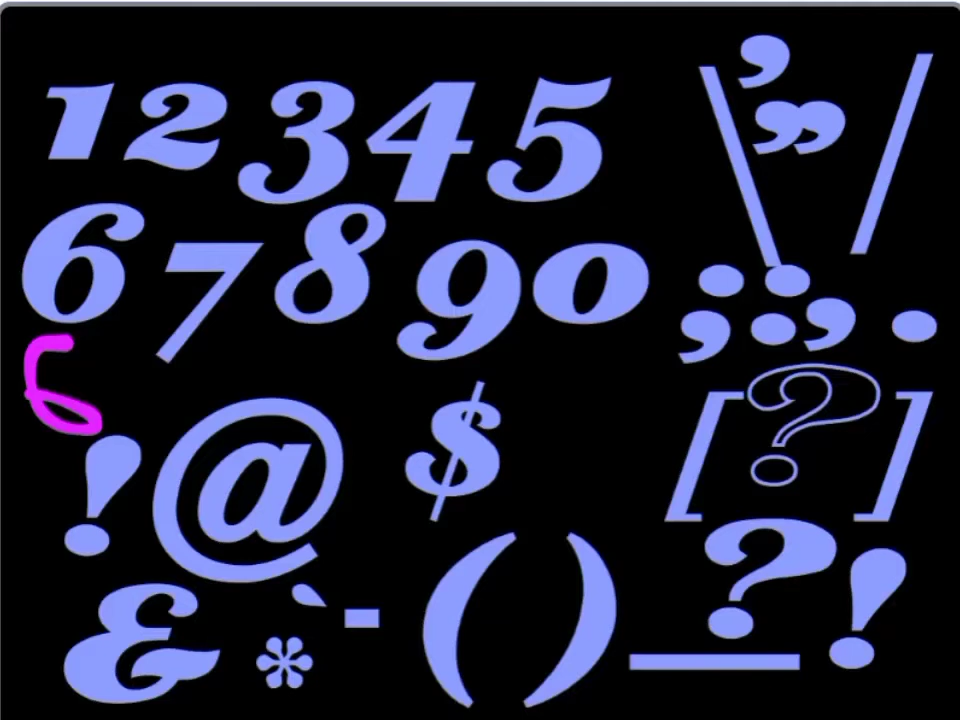 12345 \ ’ ” /
67890
: ; : , .
6
! @ $ [ ? ]
& * ` - ( ) _ ? !